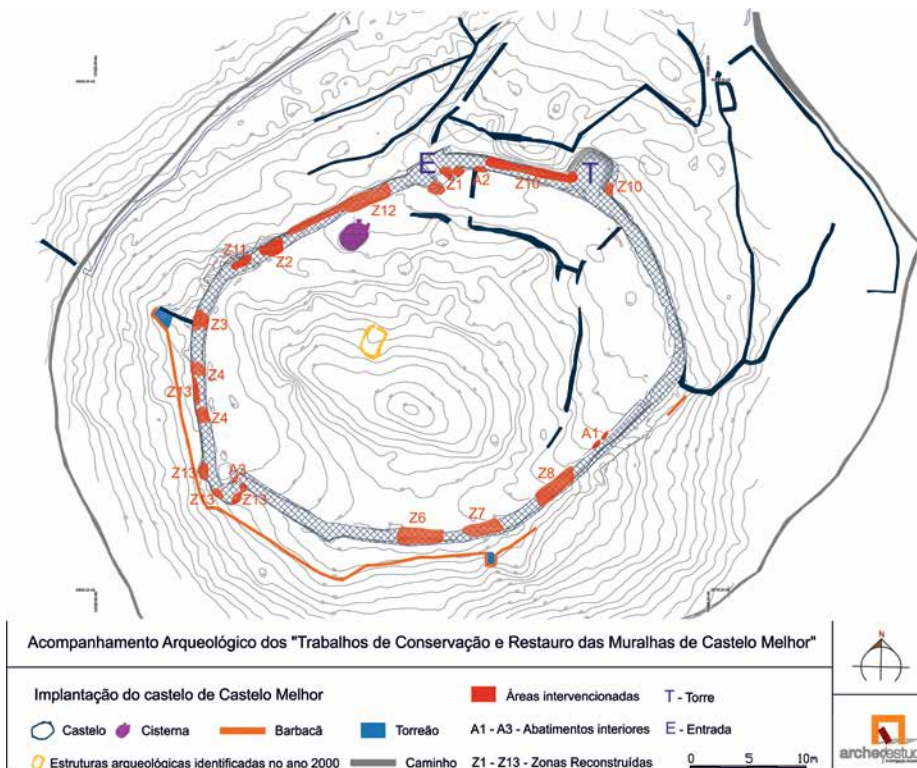 E
Z1
A2
Z10
T
Z10
Z12
Z11
Z2
Z3
Z4
Z13
Z4
A1
Z13
A3
Z13
Z13
Z8
Z6
Z7
Acompanhamento Arqueológico dos "Trabalhos de Conservação e Restauro das Muralhas de Castelo Melhor"
N
Implantação do castelo de Castelo Melhor
Áreas intervencionadas
T - Torre
Castelo
Cisterna
Barbacã
Torreão
A1 - A3 - Abatimentos interiores
E - Entrada
Estruturas arqueológicas identificadas no ano 2000
Caminho
Z1 - Z13 - Zonas Reconstruídas
0 5 10m